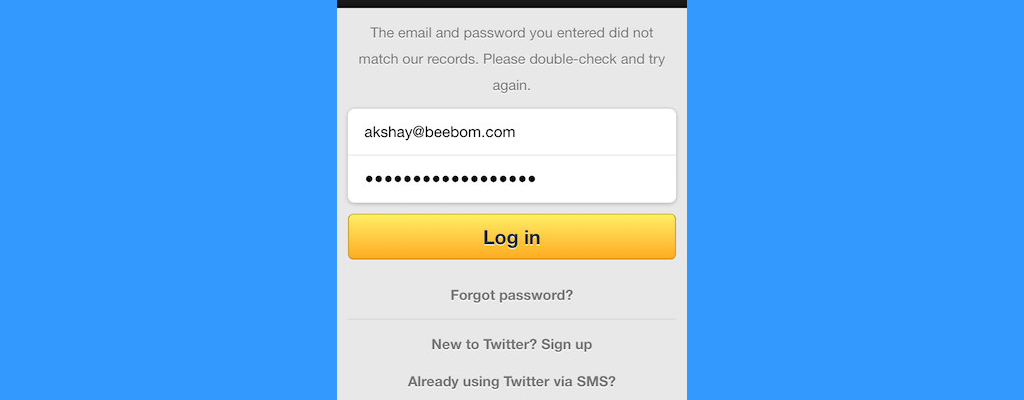 The email and password you entered did not
match our records. Please double-check and try
again.
akshay@beebom.com
••••••••••••••••••
Log in
Forgot password?
New to Twitter? Sign up
Already using Twitter via SMS?